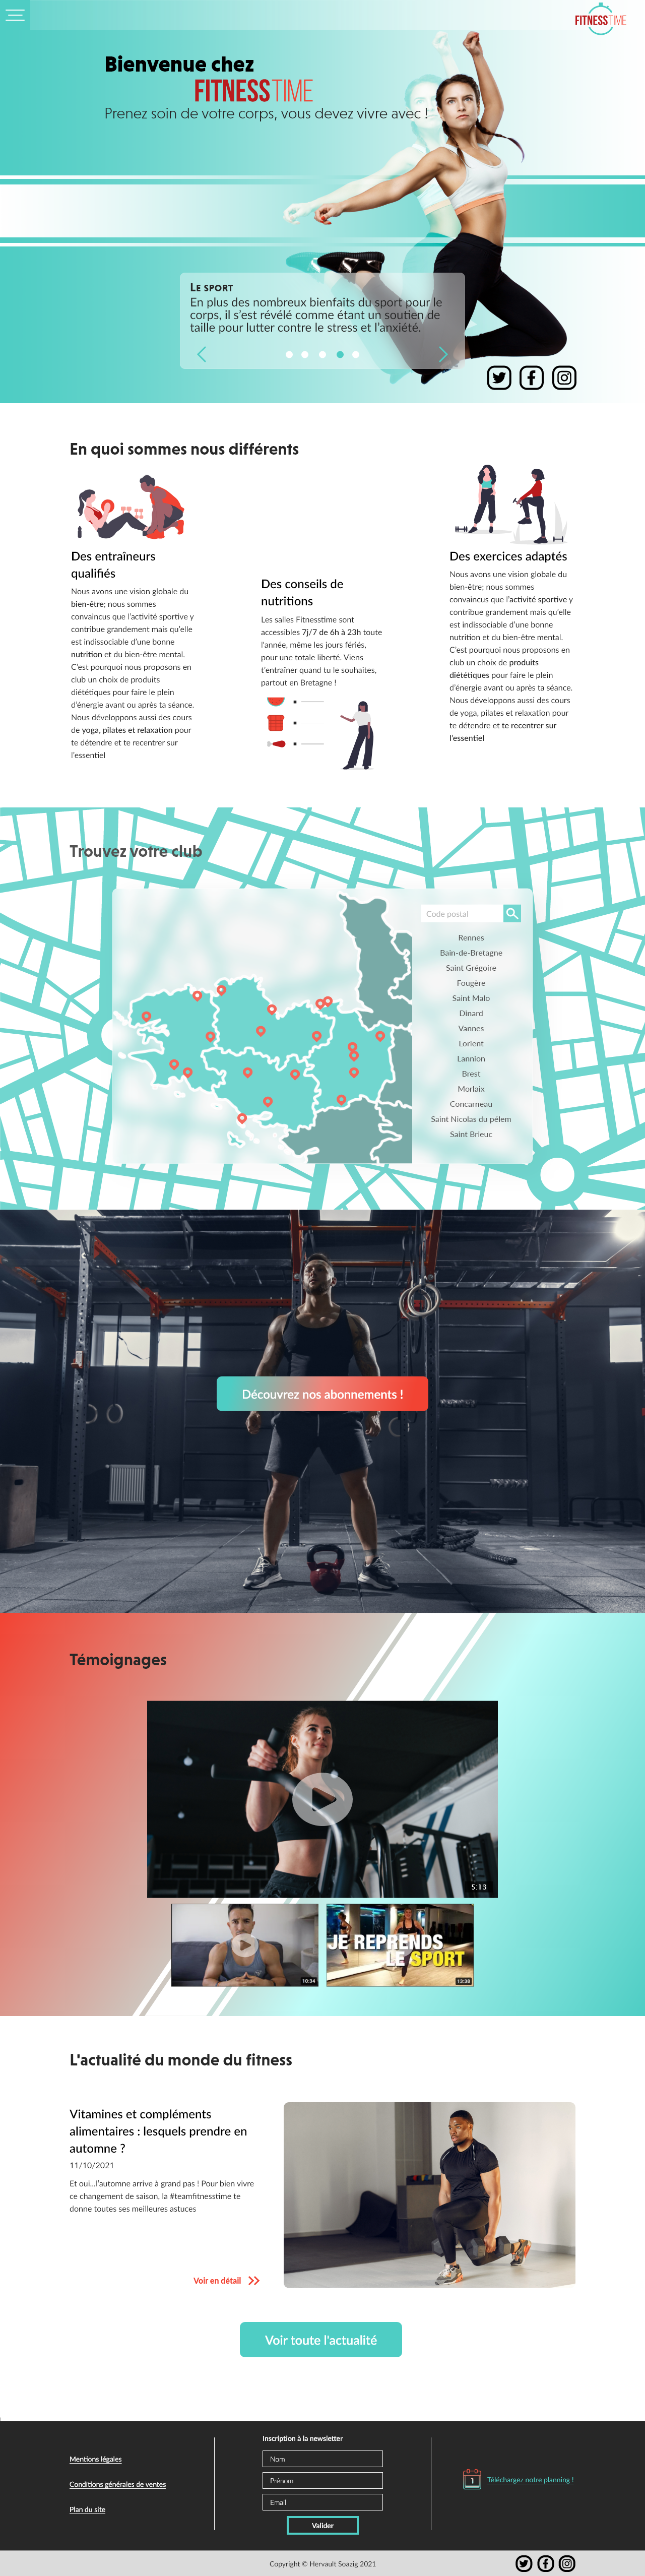 FITNESSTIME
Bienvenue chez
FITNESSTIME
Prenez soin de votre corps, vous devez vivre avec !
Le sport
En plus des nombreux bienfaits du sport pour le
corps, il s'est révélé comme étant un soutien de
taille pour lutter contre le stress et l'anxiété.
En quoi sommes nous différents
Des entraîneurs
qualifiés
Nous avons une vision globale du
bien-être; nous sommes
convaincus que l'activité sportive y
contribue grandement mais qu'elle
est indissociable d'une bonne
nutrition et du bien-être mental.
C'est pourquoi nous proposons en
club un choix de produits
diététiques pour faire le plein
d'énergie avant ou après ta séance.
Nous développons aussi des cours
de yoga, pilates et relaxation pour
te détendre et te recentrer sur
l'essentiel
Des conseils de
nutritions
Les salles Fitnesstime sont
accessibles 7j/7 de 6h à 23h toute
l'année, même les jours fériés,
pour une totale liberté. Viens
t'entraîner quand tu le souhaites,
partout en Bretagne !
Des exercices adaptés
Nous avons une vision globale du
bien-être; nous sommes
convaincus que l'activité sportive y
contribue grandement mais qu'elle
est indissociable d'une bonne
nutrition et du bien-être mental.
C'est pourquoi nous proposons en
club un choix de produits
diététiques pour faire le plein
d'énergie avant ou après ta séance.
Nous développons aussi des cours
de yoga, pilates et relaxation pour
te détendre et te recentrer sur
l'essentiel
Trouvez votre club
Code postal
Rennes
Bain-de-Bretagne
Saint Grégoire
Fougère
Saint Malo
Dinard
Vannes
Lorient
Lannion
Brest
Morlaix
Concarneau
Saint Nicolas du pélem
Saint Brieuc
Découvrez nos abonnements !
Témoignages
5:13
10:34
JE REPRENDS
LE SPORT
13:38
L'actualité du monde du fitness
Vitamines et compléments
alimentaires : lesquels prendre en
automne ?
11/10/2021
Et oui...l'automne arrive à grand pas ! Pour bien vivre
ce changement de saison, la #teamfitnesstime te
donne toutes ses meilleures astuces
Voir en détail
Voir toute l'actualité
Mentions légales
Conditions générales de ventes
Plan du site
Inscription à la newsletter
Nom
Prénom
Email
Valider
1
Téléchargez notre planning !
Copyright © Hervault Soazig 2021